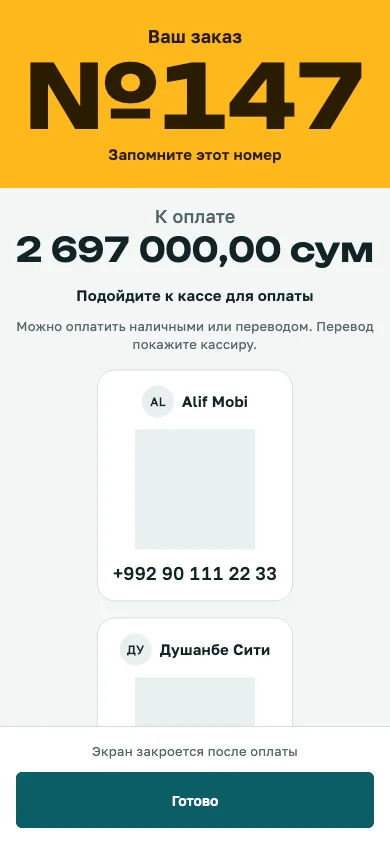 Ваш заказ
№147
Запомните этот номер
К оплате
2 697 000,00 сум
Подойдите к кассе для оплаты
Можно оплатить наличными или переводом. Перевод
покажите кассиру.
AL Alif Mobi
+992 90 111 22 33
ДУ Душанбе Сити
Экран закроется после оплаты
Готово